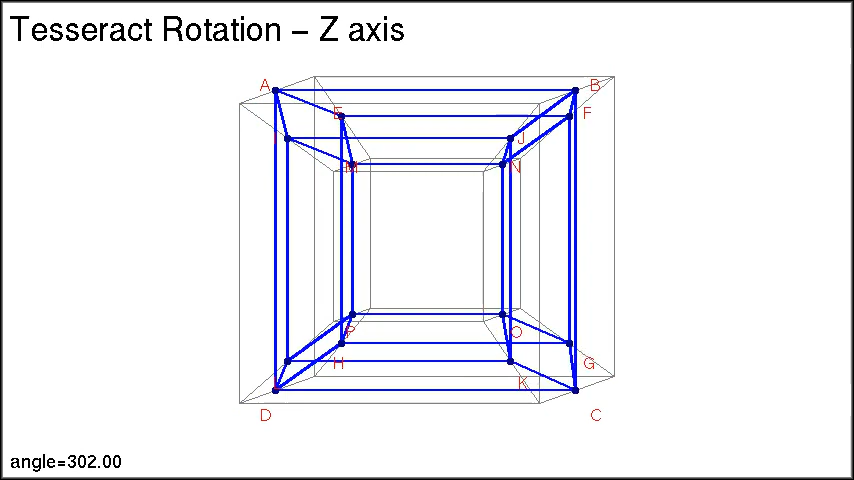 Tesseract Rotation – Z axis
A B
E F
I J
M N
P O
H G
K
D C
angle=302.00